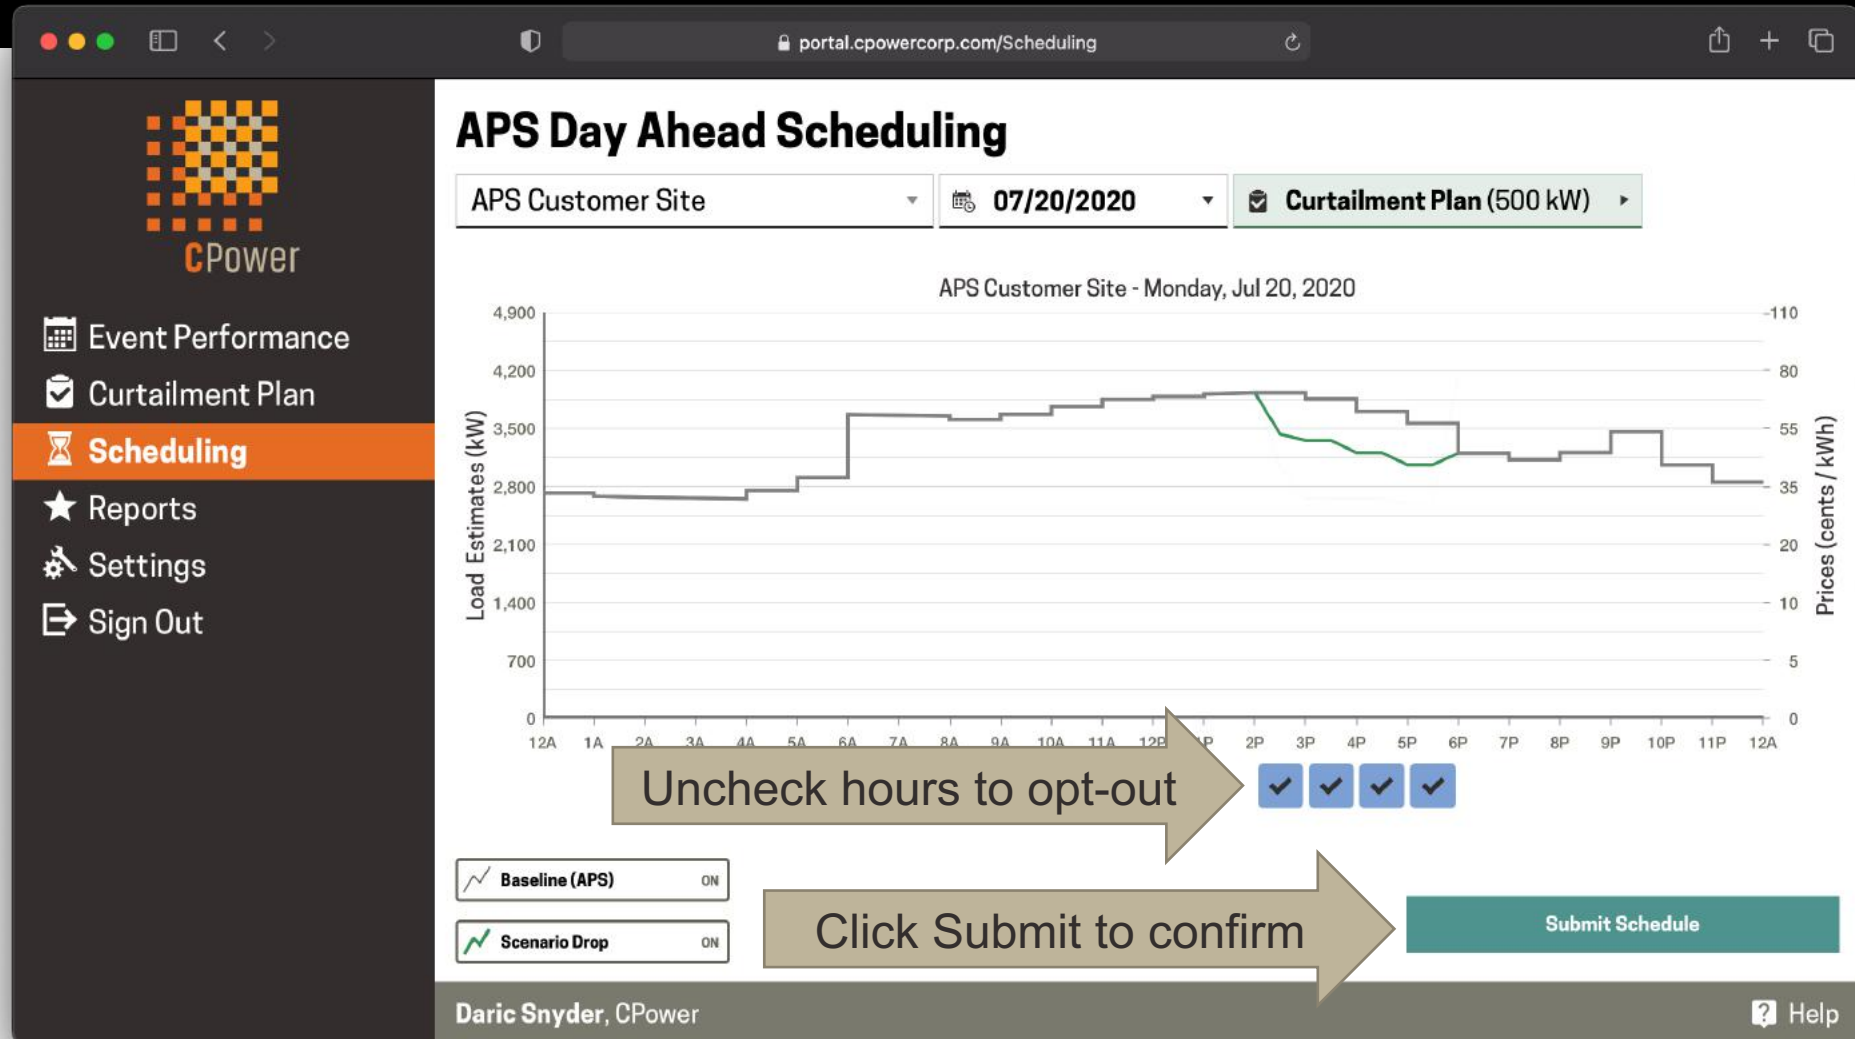 portal.cpowercorp.com/Scheduling
CPower
Event Performance
Curtailment Plan
Scheduling
Reports
Settings
Sign Out
APS Day Ahead Scheduling
APS Customer Site
07/20/2020
Curtailment Plan (500 kW)
APS Customer Site - Monday, Jul 20, 2020
Load Estimates (kW)
4,900
4,200
3,500
2,800
2,100
1,400
700
0
-110
80
55
35
20
10
5
0
Prices (cents / kWh)
12A 1A 2A 3A 4A 5A 6A 7A 8A 9A 10A 11A 12P P 2P 3P 4P 5P 6P 7P 8P 9P 10P 11P 12A
Uncheck hours to opt-out
Baseline (APS) ON
Scenario Drop ON
Click Submit to confirm
Submit Schedule
Daric Snyder, CPower
? Help